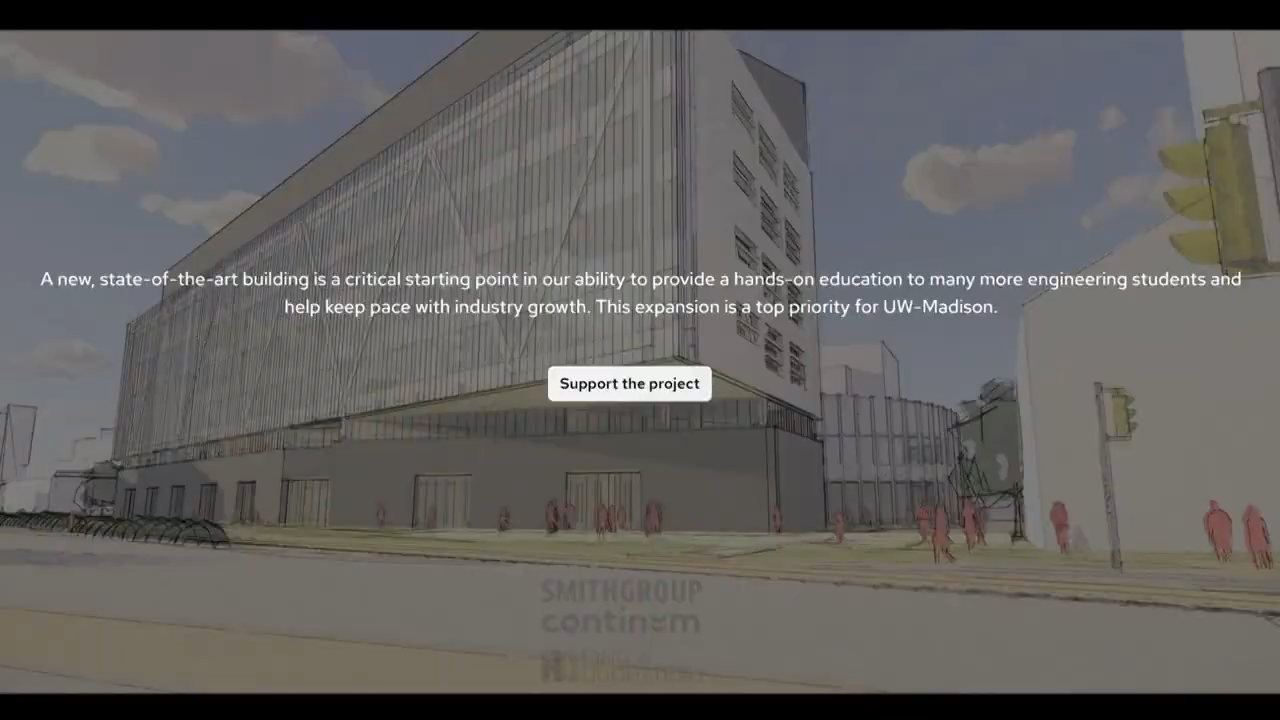 A new, state-of-the-art building is a critical starting point in our ability to provide a hands-on education to many more engineering students and
help keep pace with industry growth. This expansion is a top priority for UW-Madison.
Support the project
SMITHGROUP
continuum